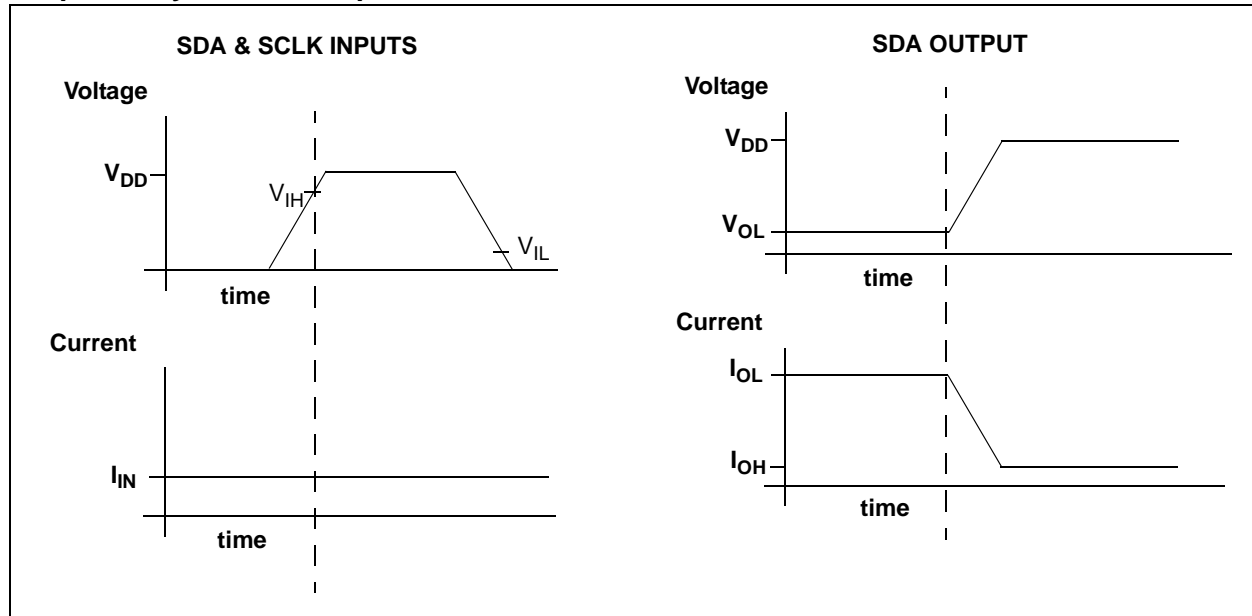 SDA & SCLK INPUTS
Voltage
VDD
VIH
VIL
time
Current
IIN
time
SDA OUTPUT
Voltage
VDD
VOL
time
Current
IOL
IOH
time